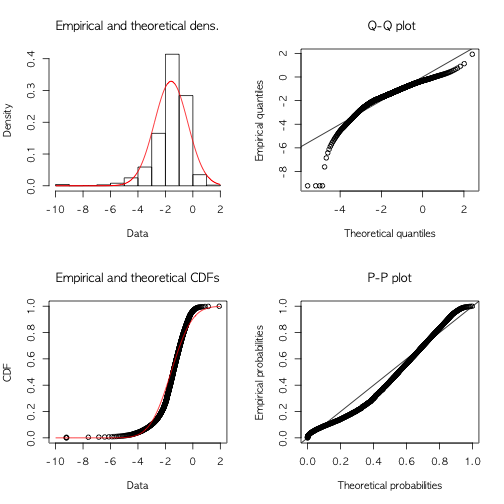 Empirical and theoretical dens.
Density
0.0 0.1 0.2 0.3 0.4
-10 -8 -6 -4 -2 0 2
Data
Q-Q plot
Empirical quantiles
-8 -6 -4 -2 0 2
-4 -2 0 2
Theoretical quantiles
Empirical and theoretical CDFs
CDF
0.0 0.2 0.4 0.6 0.8 1.0
-10 -8 -6 -4 -2 0 2
Data
P-P plot
Empirical probabilities
0.0 0.2 0.4 0.6 0.8 1.0
0.0 0.2 0.4 0.6 0.8 1.0
Theoretical probabilities